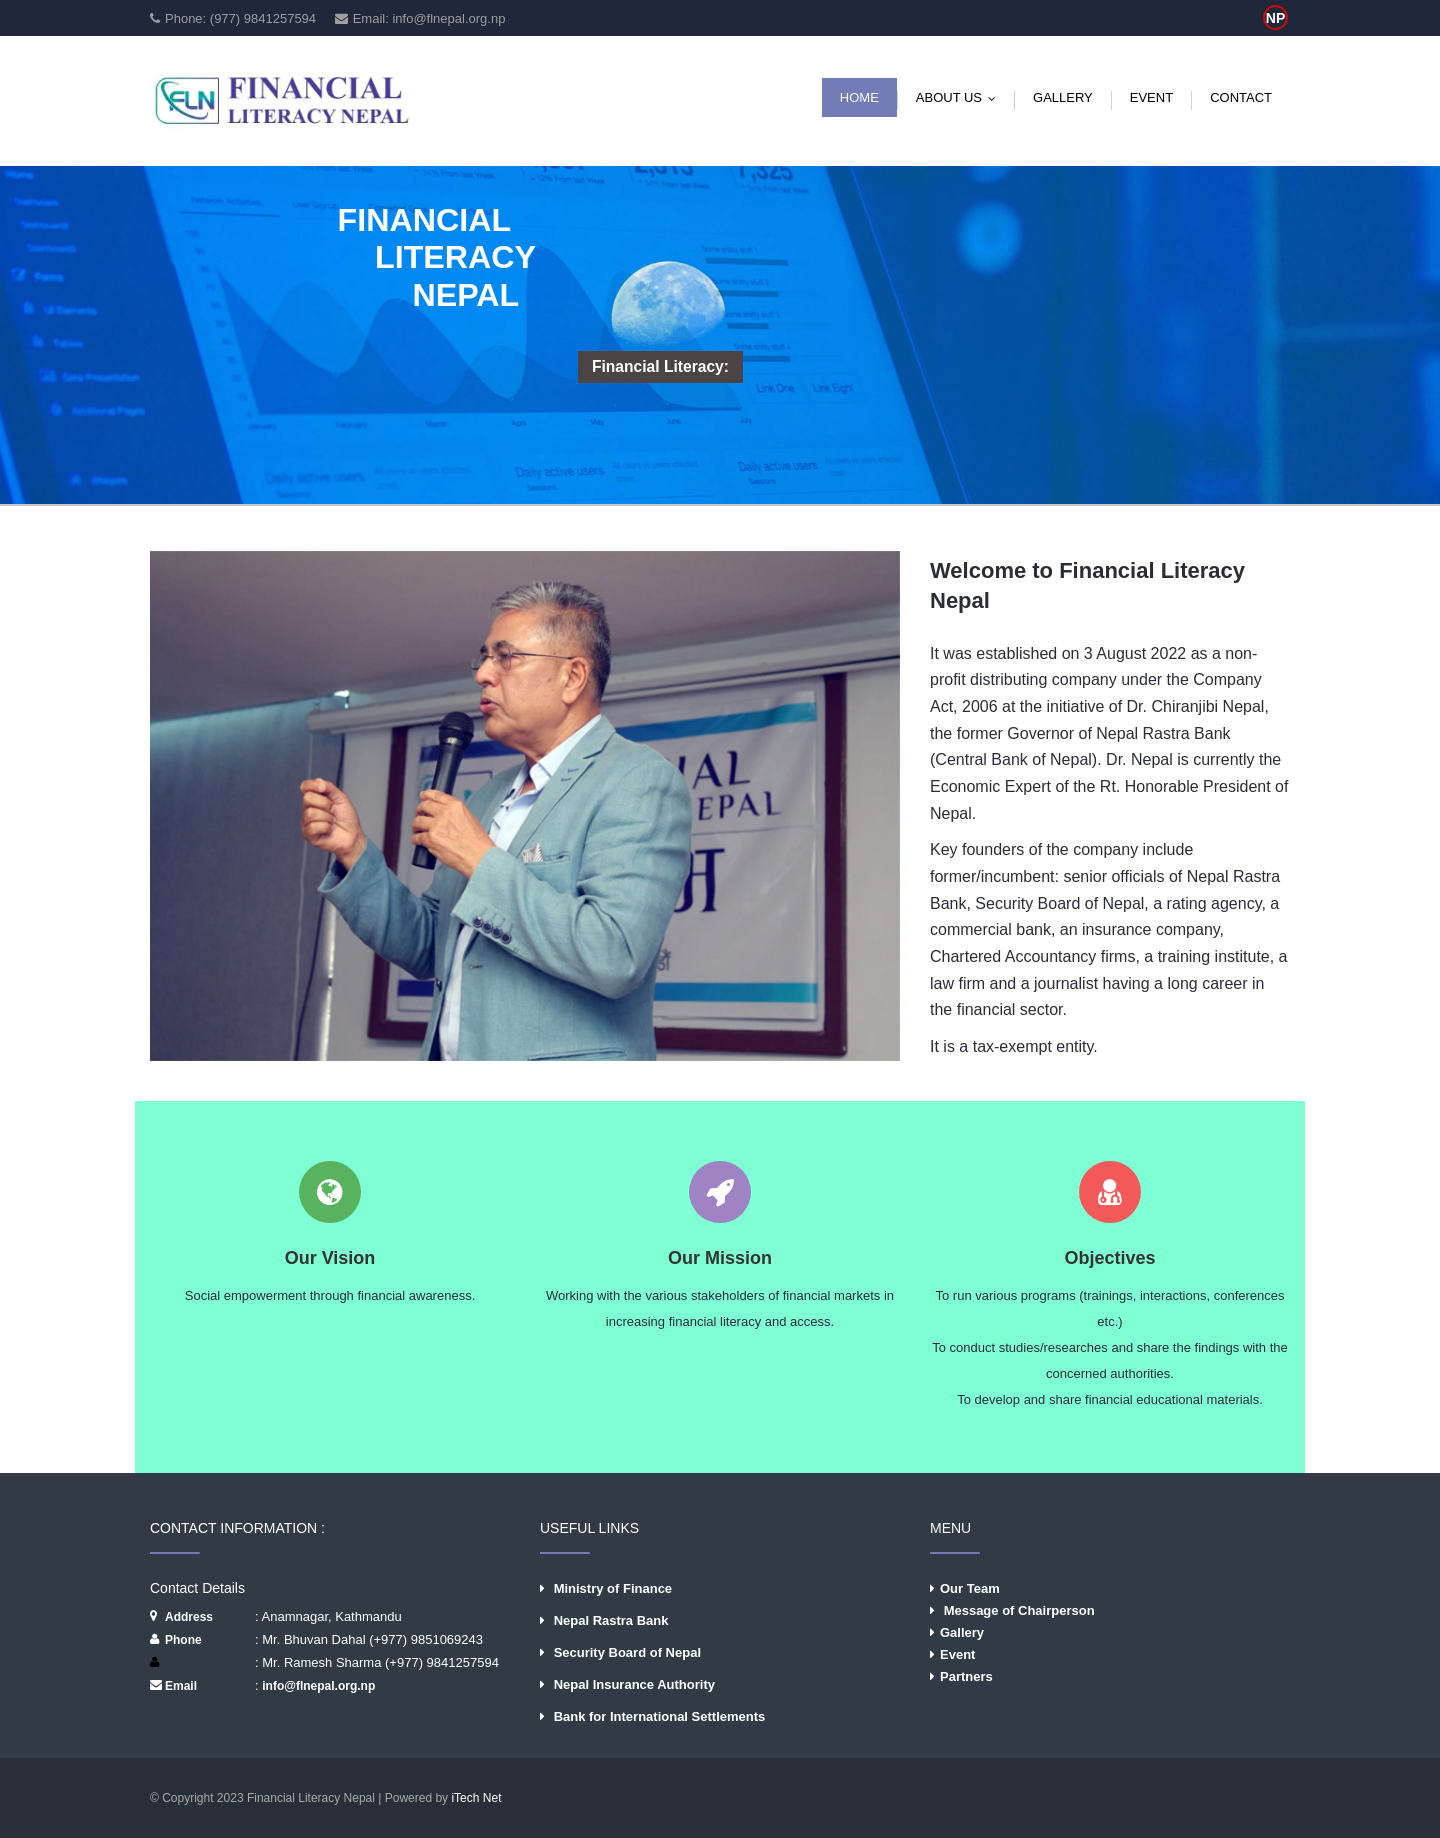 Phone: (977) 9841257594
Email: info@flnepal.org.np
NP
FLN
FINANCIAL
LITERACY NEPAL
HOME
ABOUT US
GALLERY
EVENT
CONTACT
FINANCIAL
LITERACY
NEPAL
Financial Literacy:
Welcome to Financial Literacy
Nepal
It was established on 3 August 2022 as a non-
profit distributing company under the Company
Act, 2006 at the initiative of Dr. Chiranjibi Nepal,
the former Governor of Nepal Rastra Bank
(Central Bank of Nepal). Dr. Nepal is currently the
Economic Expert of the Rt. Honorable President of
Nepal.
Key founders of the company include
former/incumbent: senior officials of Nepal Rastra
Bank, Security Board of Nepal, a rating agency, a
commercial bank, an insurance company,
Chartered Accountancy firms, a training institute, a
law firm and a journalist having a long career in
the financial sector.
It is a tax-exempt entity.
Our Vision
Social empowerment through financial awareness.
Our Mission
Working with the various stakeholders of financial markets in
increasing financial literacy and access.
Objectives
To run various programs (trainings, interactions, conferences
etc.)
To conduct studies/researches and share the findings with the
concerned authorities.
To develop and share financial educational materials.
CONTACT INFORMATION :
Contact Details
Address : Anamnagar, Kathmandu
Phone : Mr. Bhuvan Dahal (+977) 9851069243
: Mr. Ramesh Sharma (+977) 9841257594
Email : info@flnepal.org.np
USEFUL LINKS
Ministry of Finance
Nepal Rastra Bank
Security Board of Nepal
Nepal Insurance Authority
Bank for International Settlements
MENU
Our Team
Message of Chairperson
Gallery
Event
Partners
© Copyright 2023 Financial Literacy Nepal | Powered by iTech Net